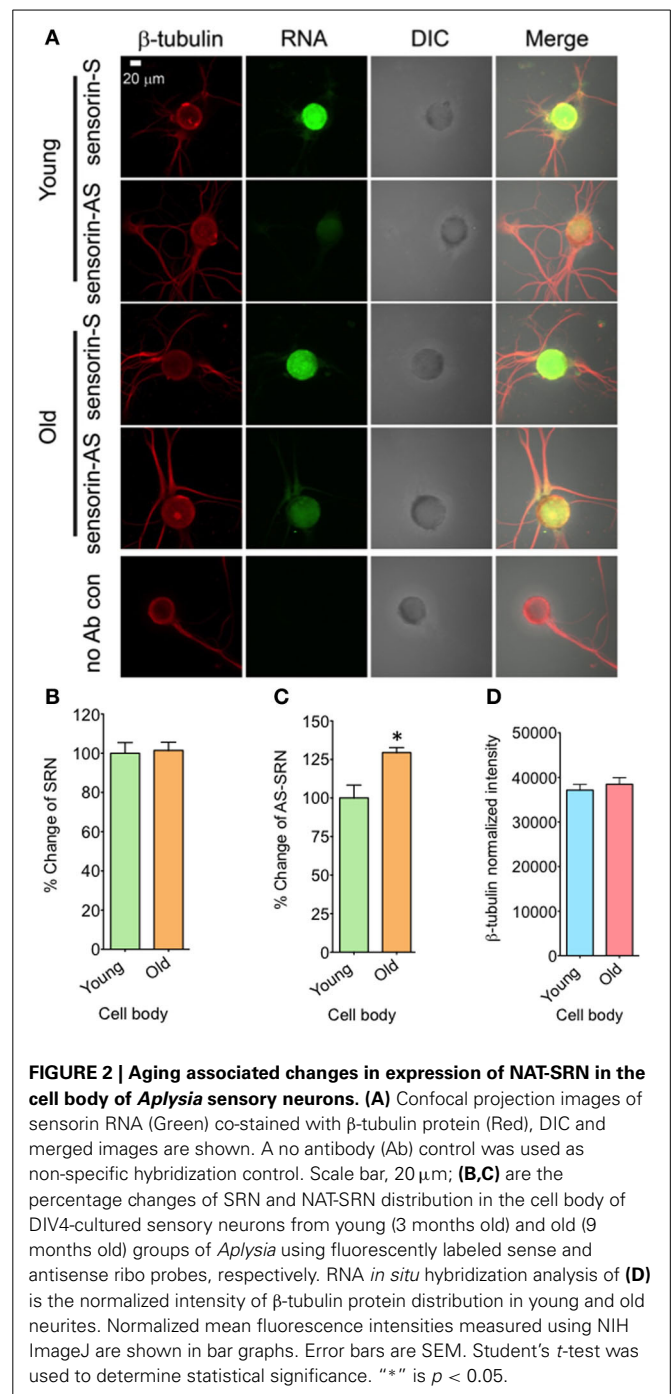 A
β-tubulin RNA DIC Merge
20 μm
Young
sensorin-S
sensorin-AS
Old
sensorin-S
sensorin-AS
no Ab con
B
% Change of SRN
120
100
80
60
40
20
0
Young Old
Cell body
C
% Change of AS-SRN
150
125
100
75
50
25
0
*
Young Old
Cell body
D
β-tubulin normalized intensity
50000
40000
30000
20000
10000
0
Young Old
Cell body
FIGURE 2 | Aging associated changes in expression of NAT-SRN in the
cell body of Aplysia sensory neurons. (A) Confocal projection images of
sensorin RNA (Green) co-stained with β-tubulin protein (Red), DIC and
merged images are shown. A no antibody (Ab) control was used as
non-specific hybridization control. Scale bar, 20 μm; (B,C) are the
percentage changes of SRN and NAT-SRN distribution in the cell body of
DIV4-cultured sensory neurons from young (3 months old) and old (9
months old) groups of Aplysia using fluorescently labeled sense and
antisense ribo probes, respectively. RNA in situ hybridization analysis of (D)
is the normalized intensity of β-tubulin protein distribution in young and old
neurites. Normalized mean fluorescence intensities measured using NIH
ImageJ are shown in bar graphs. Error bars are SEM. Student's t-test was
used to determine statistical significance. "*" is p < 0.05.